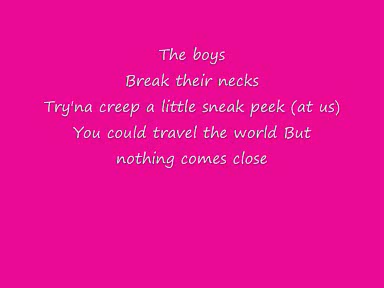 The boys
Break their necks
Try'na creep a little sneak peek (at us)
You could travel the world But
nothing comes close